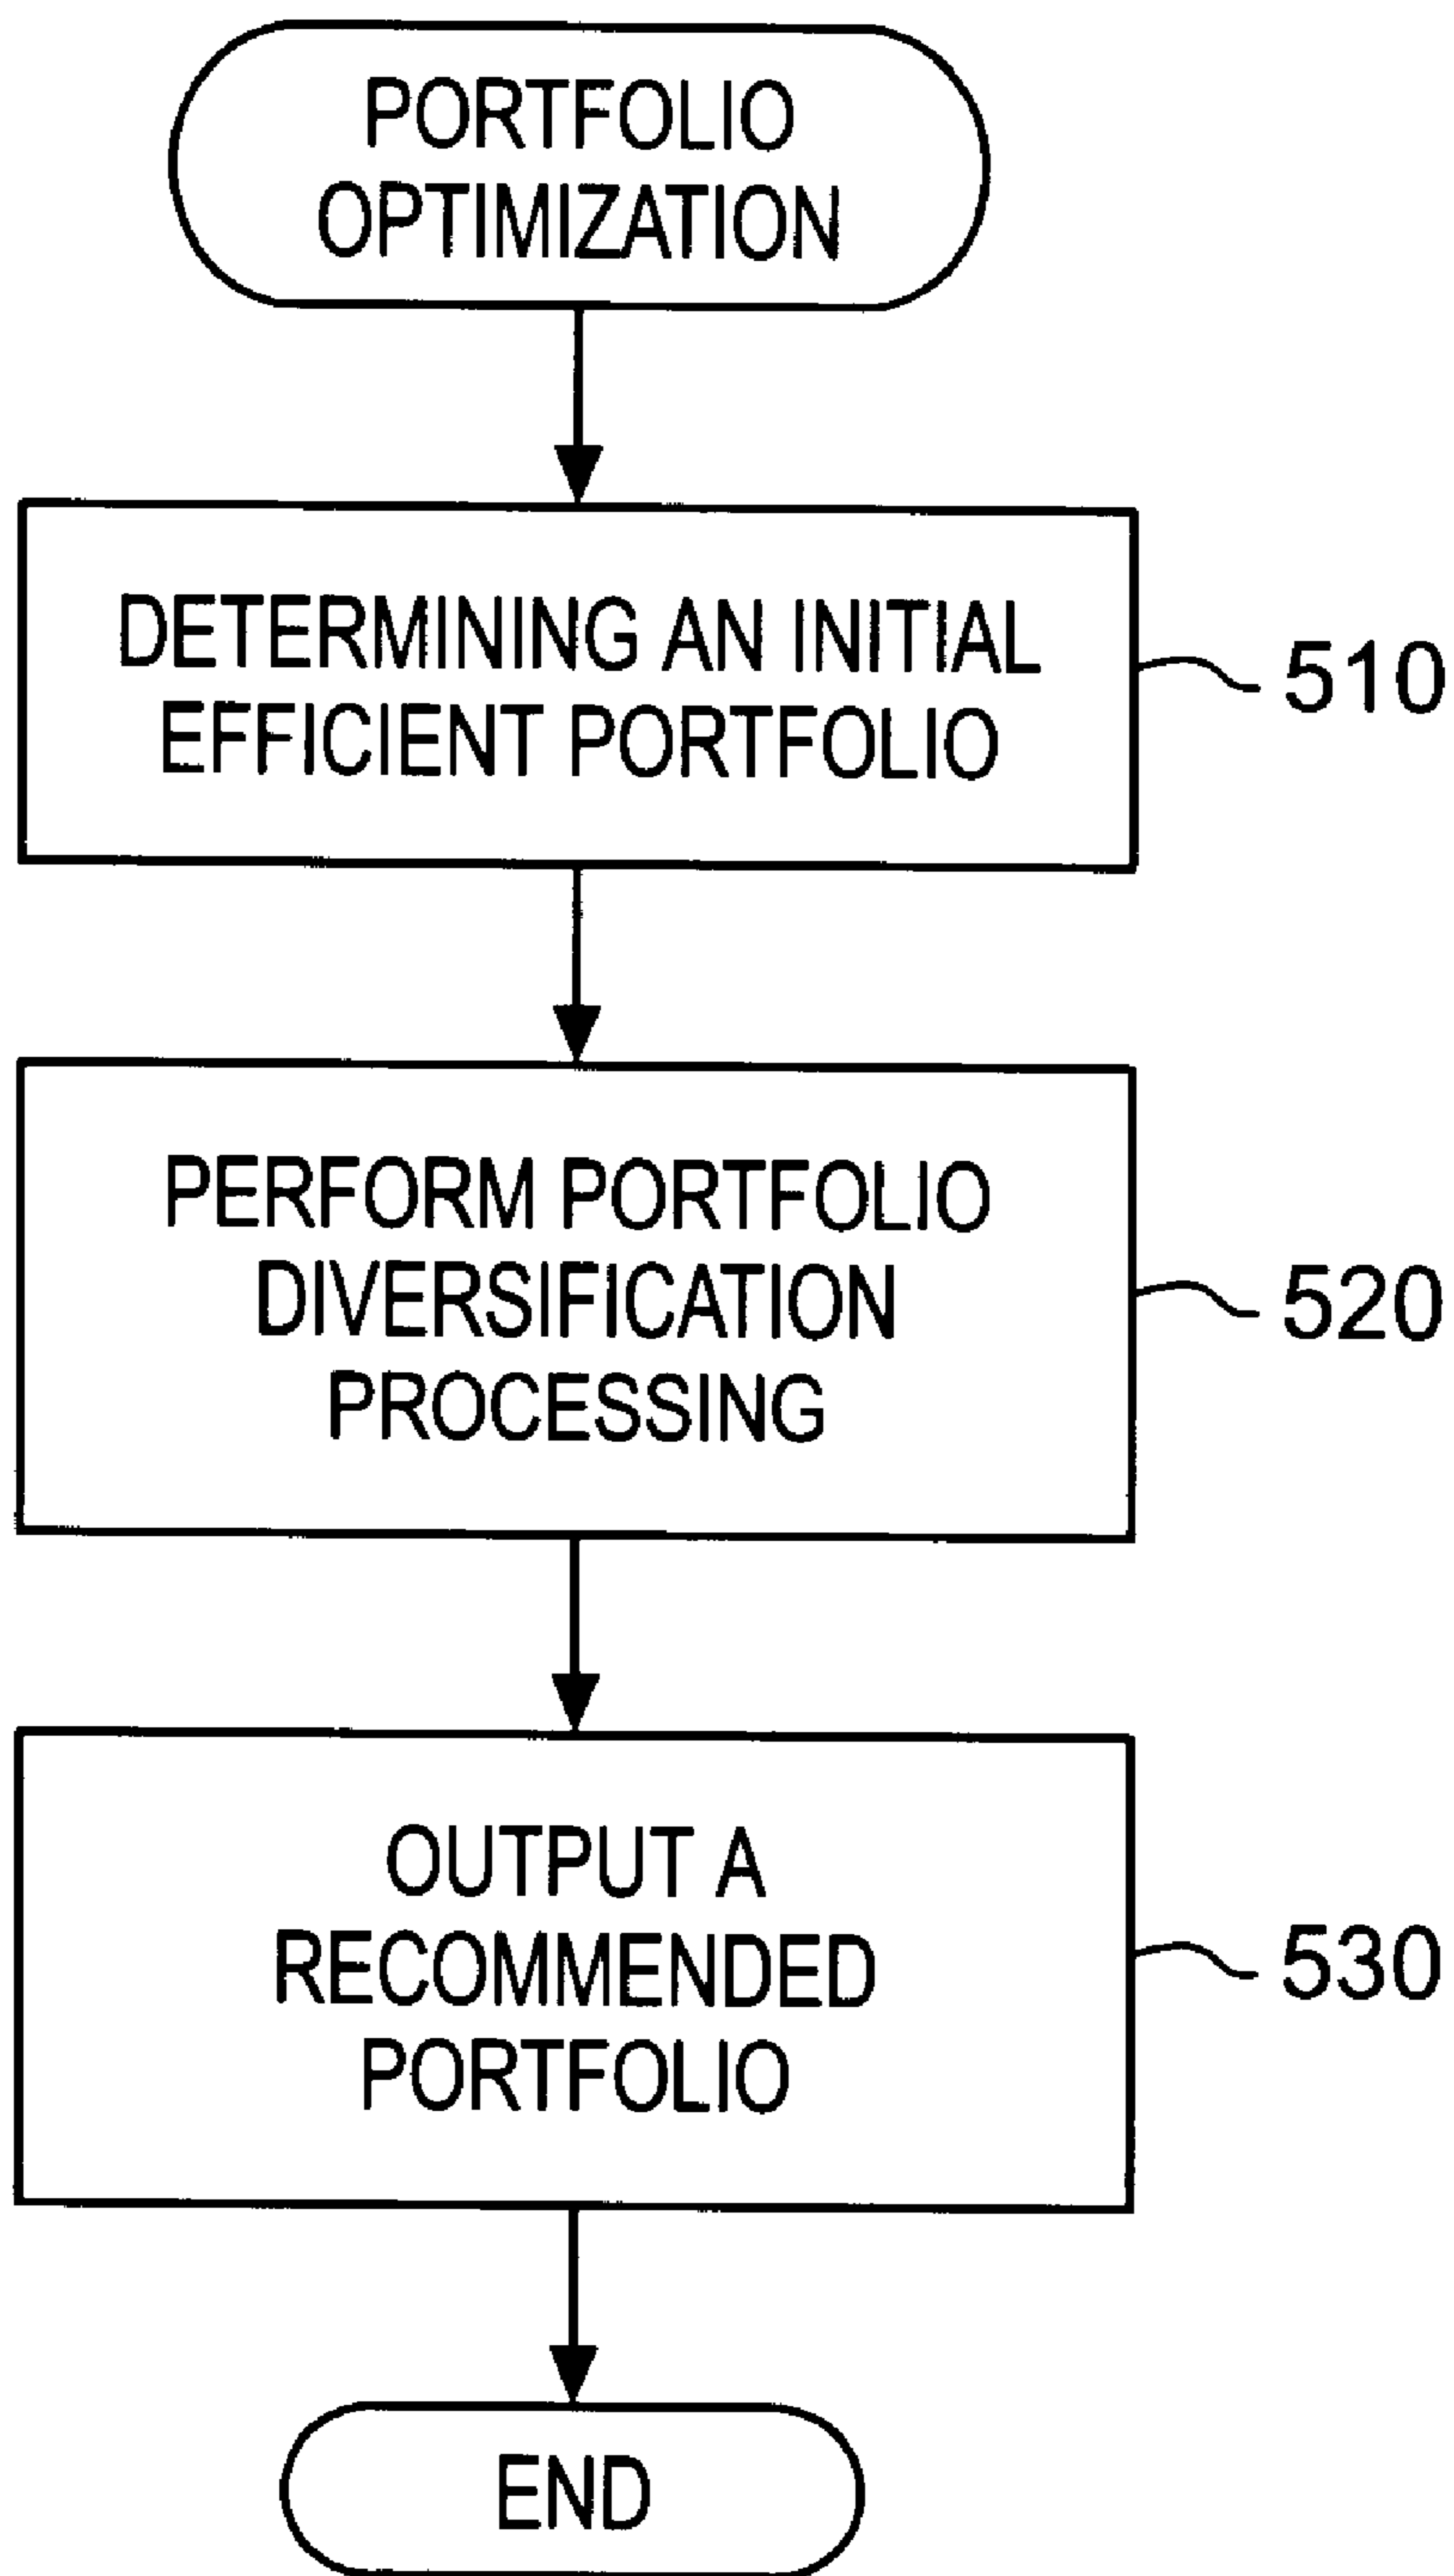 PORTFOLIO
OPTIMIZATION
DETERMINING AN INITIAL
EFFICIENT PORTFOLIO
510
PERFORM PORTFOLIO
DIVERSIFICATION
PROCESSING
520
OUTPUT A
RECOMMENDED
PORTFOLIO
530
END